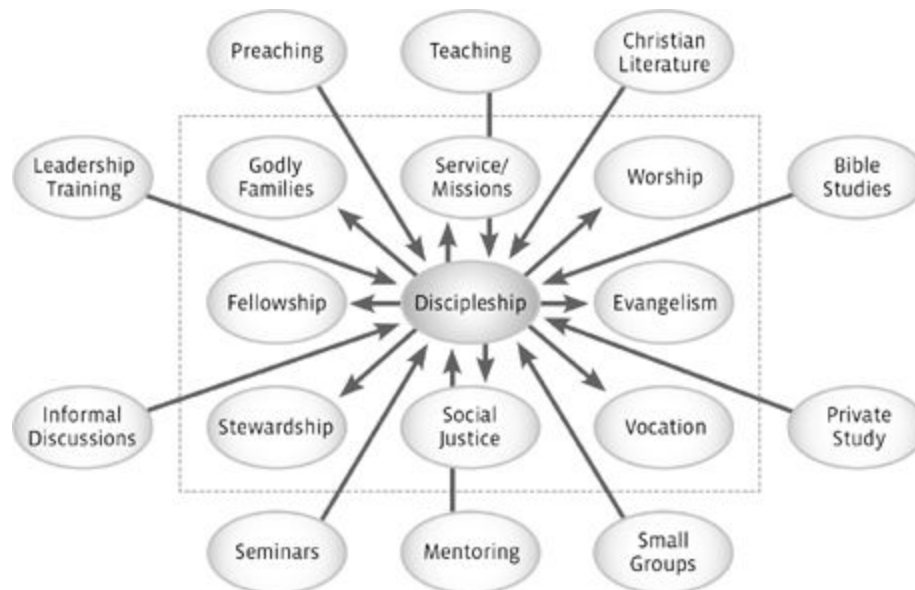 Preaching
Teaching
Christian
Literature
Leadership
Training
Godly
Families
Service/
Missions
Worship
Bible
Studies
Fellowship
Discipleship
Evangelism
Informal
Discussions
Stewardship
Social
Justice
Vocation
Private
Study
Seminars
Mentoring
Small
Groups